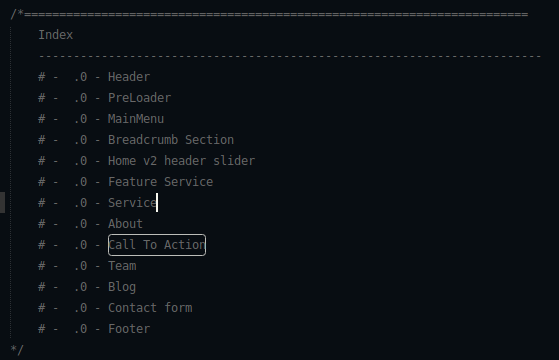 /*========================================================================
Index
------------------------------------------------------------------------
# -  .0 - Header
# -  .0 - PreLoader
# -  .0 - MainMenu
# -  .0 - Breadcrumb Section
# -  .0 - Home v2 header slider
# -  .0 - Feature Service
# -  .0 - Service
# -  .0 - About
# -  .0 - Call To Action
# -  .0 - Team
# -  .0 - Blog
# -  .0 - Contact form
# -  .0 - Footer
*/